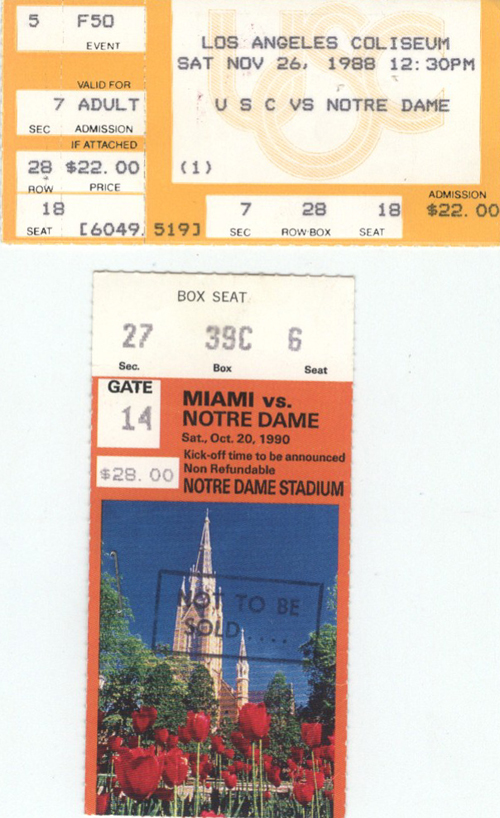 5 F50
EVENT
VALID FOR
7 ADULT
SEC ADMISSION
IF ATTACHED
28 $22.00
ROW PRICE
18
SEAT [6049.519]
LOS ANGELES COLISEUM
SAT NOV 26, 1988 12:30PM
U S C VS NOTRE DAME
USC
(1)
7 28 18
SEC ROW·BOX SEAT
ADMISSION
$22.00
BOX SEAT
27 39C 6
Sec. Box Seat
GATE
14
$28.00
MIAMI vs.
NOTRE DAME
Sat., Oct. 20, 1990
Kick-off time to be announced
Non Refundable
NOTRE DAME STADIUM
NOT TO BE
SOLD.....